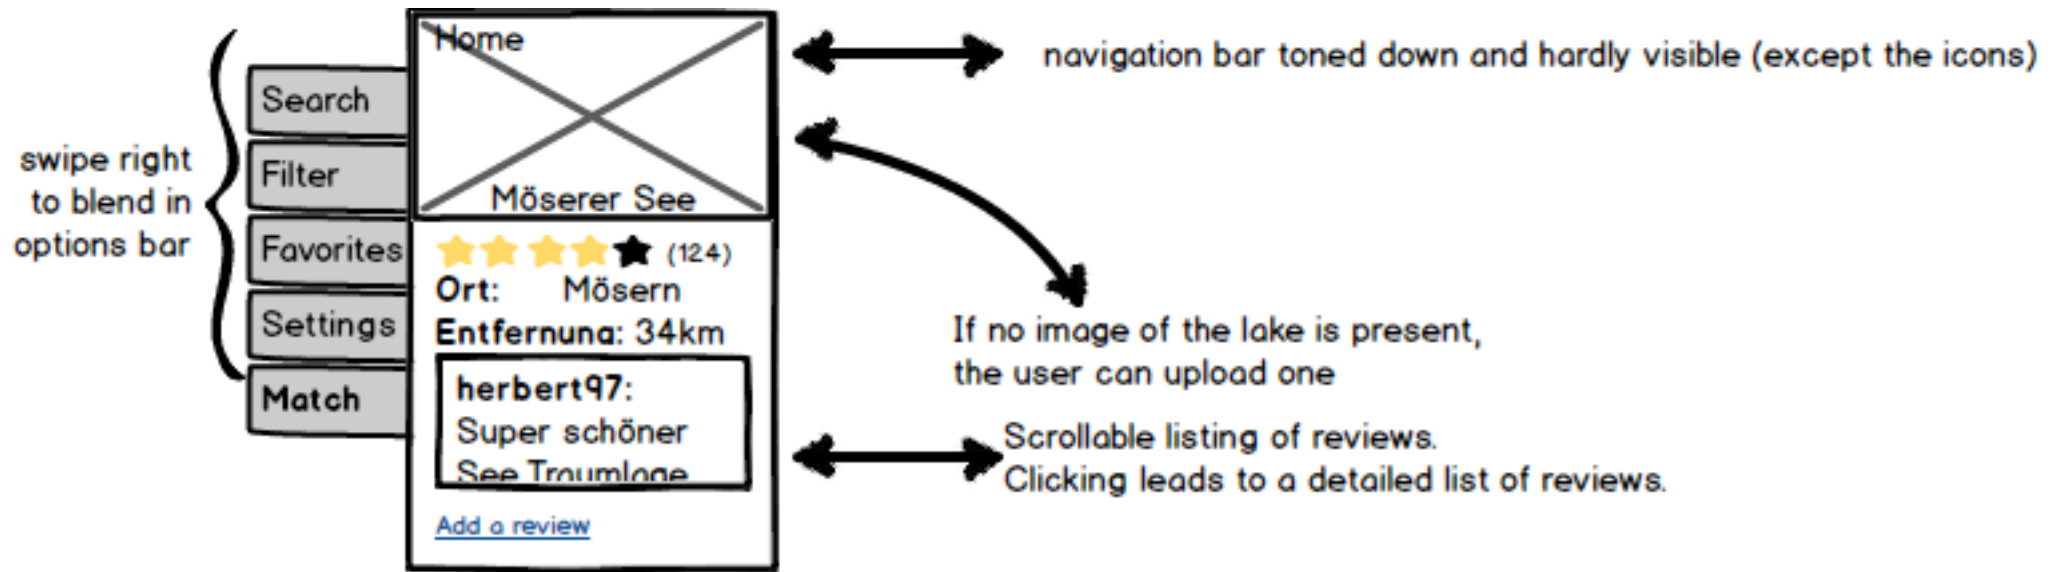 swipe right
to blend in
options bar
Search
Filter
Favorites
Settings
Match
Home
Möserer See
(124)
Ort: Mösern
Entfernung: 34km
herbert97:
Super schöner
See Traumlage
Add a review
navigation bar toned down and hardly visible (except the icons)
If no image of the lake is present,
the user can upload one
Scrollable listing of reviews.
Clicking leads to a detailed list of reviews.